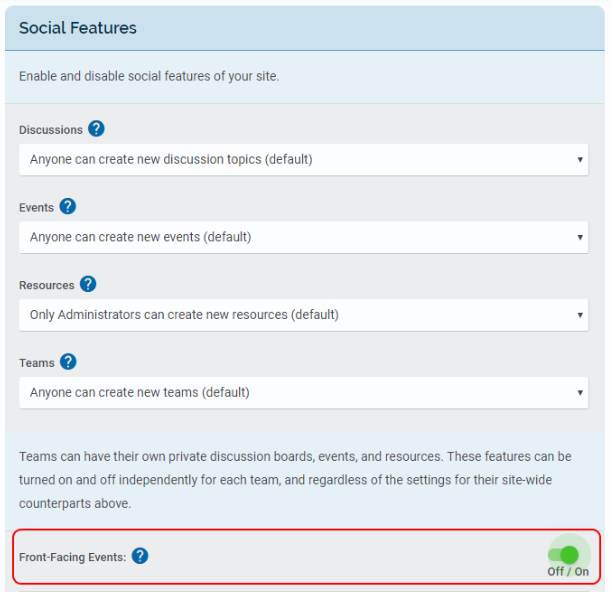 Social Features
Enable and disable social features of your site.
Discussions ?
Anyone can create new discussion topics (default)
Events ?
Anyone can create new events (default)
Resources ?
Only Administrators can create new resources (default)
Teams ?
Anyone can create new teams (default)
Teams can have their own private discussion boards, events, and resources. These features can be
turned on and off independently for each team, and regardless of the settings for their site-wide
counterparts above.
Front-Facing Events: ?
Off / On